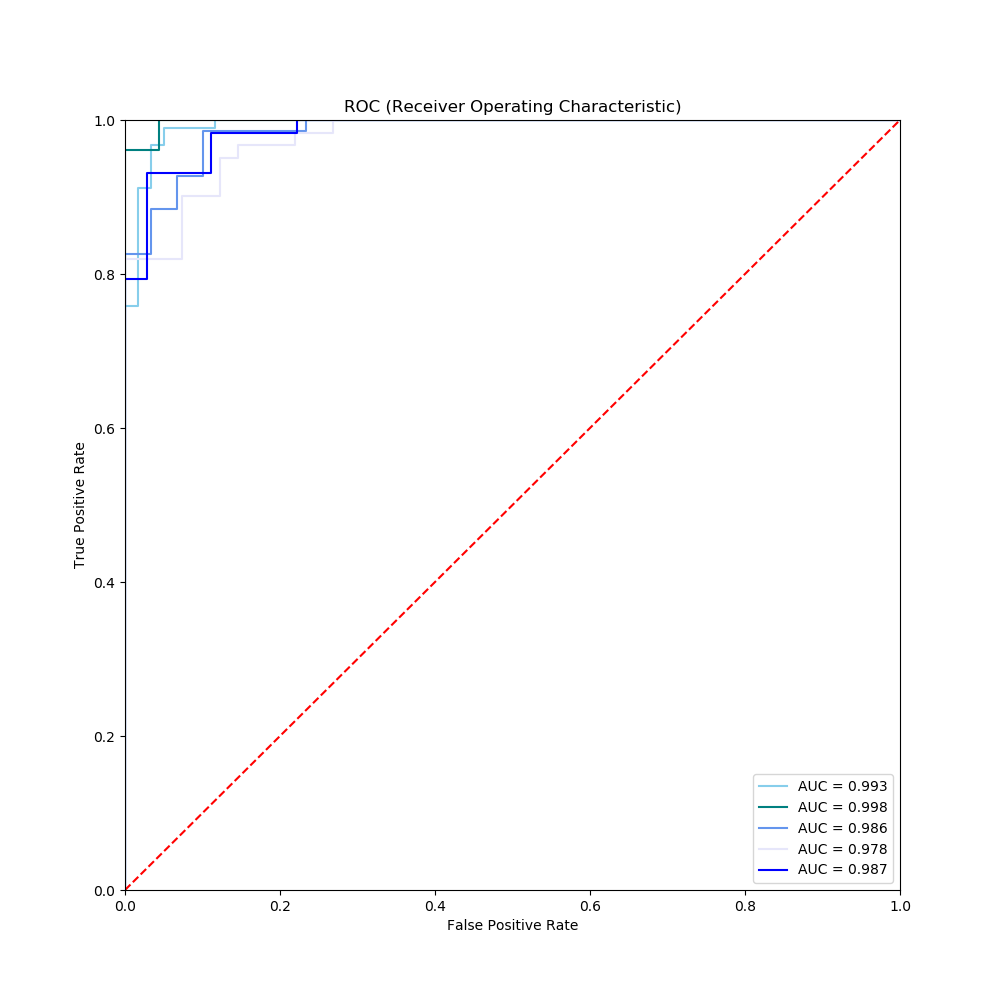 ROC (Receiver Operating Characteristic)
1.0
0.8
0.6
0.4
0.2
0.0
True Positive Rate
AUC = 0.993
AUC = 0.998
AUC = 0.986
AUC = 0.978
AUC = 0.987
0.0 0.2 0.4 0.6 0.8 1.0
False Positive Rate